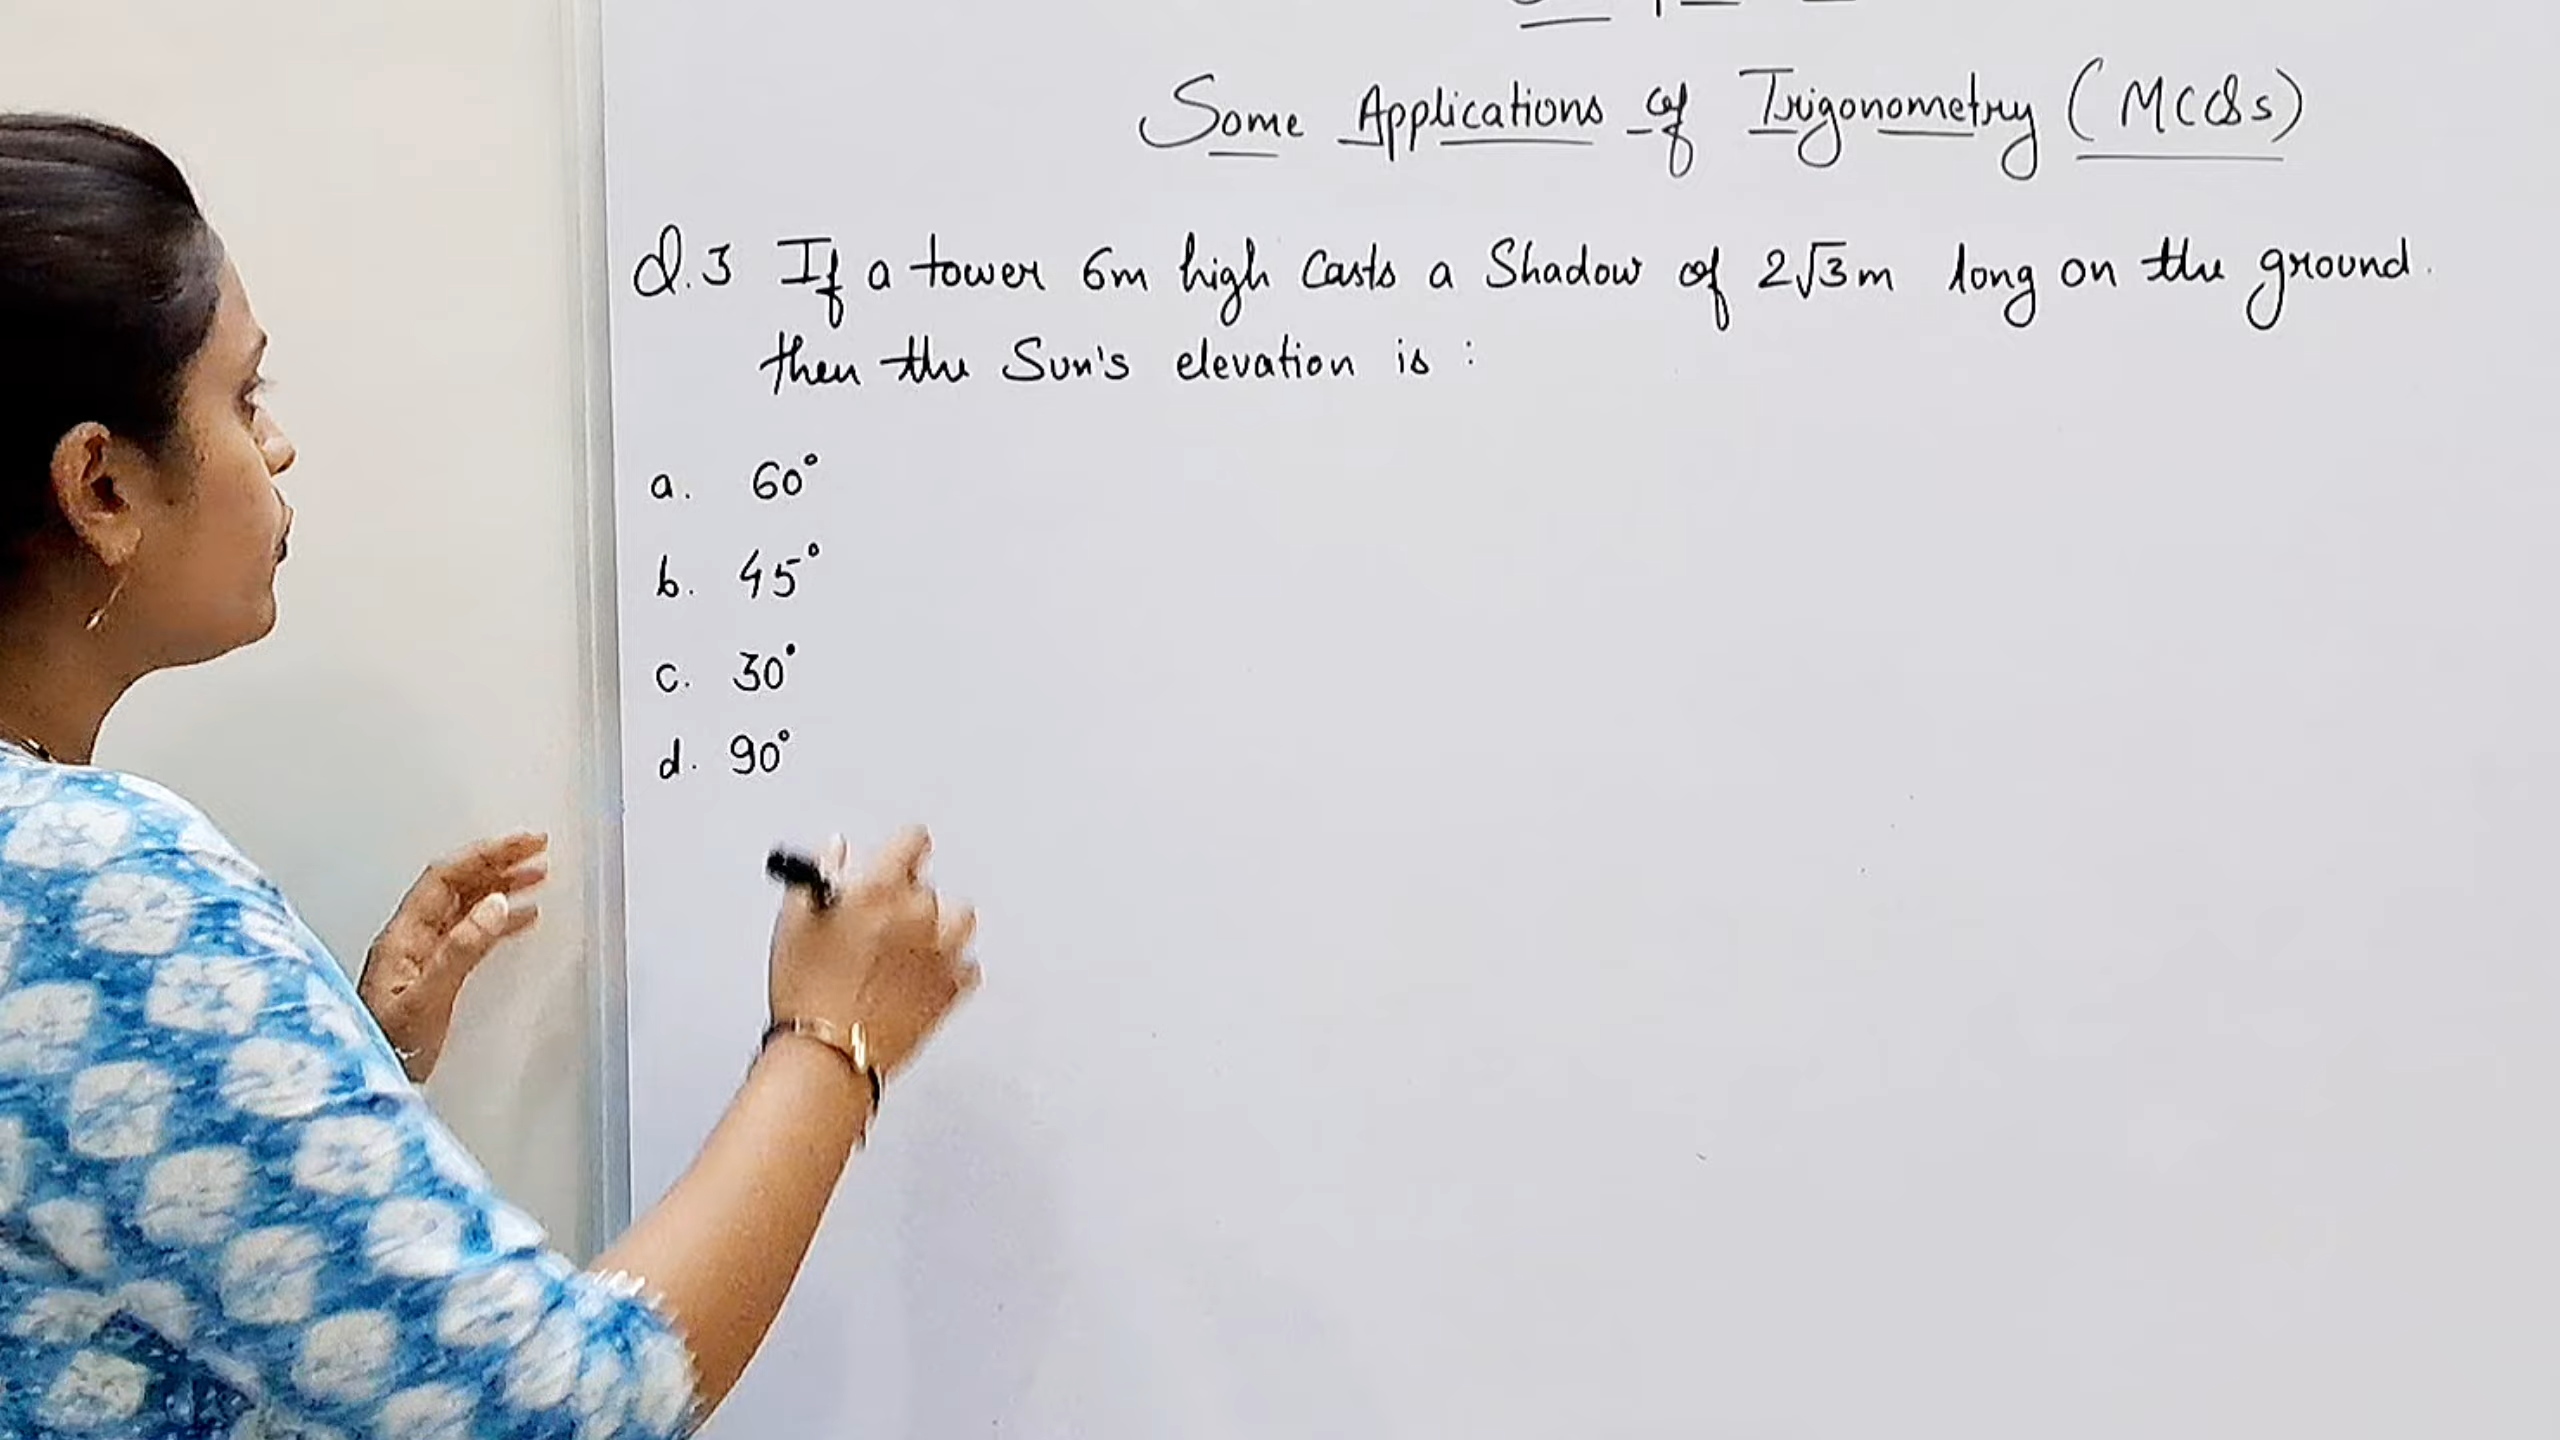 Some Applications of Trigonometry (MCQs)
Q.3 If a tower 6m high casts a Shadow of 2√3m long on the ground.
then the Sun's elevation is :
a. 60°
b. 45°
c. 30°
d. 90°